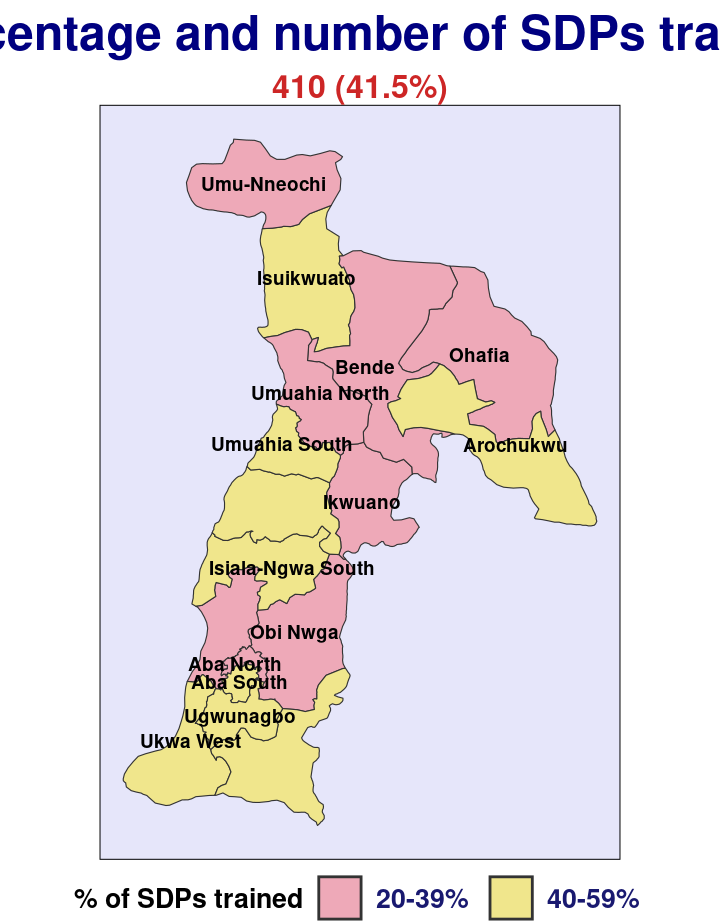 centage and number of SDPs tra
410 (41.5%)
Umu-Nneochi
Isuikwuato
Ohafia
Bende
Umuahia North
Umuahia South
Arochukwu
Ikwuano
Isiala-Ngwa South
Obi Nwga
Aba North
Aba South
Ugwunagbo
Ukwa West
% of SDPs trained 20-39% 40-59%